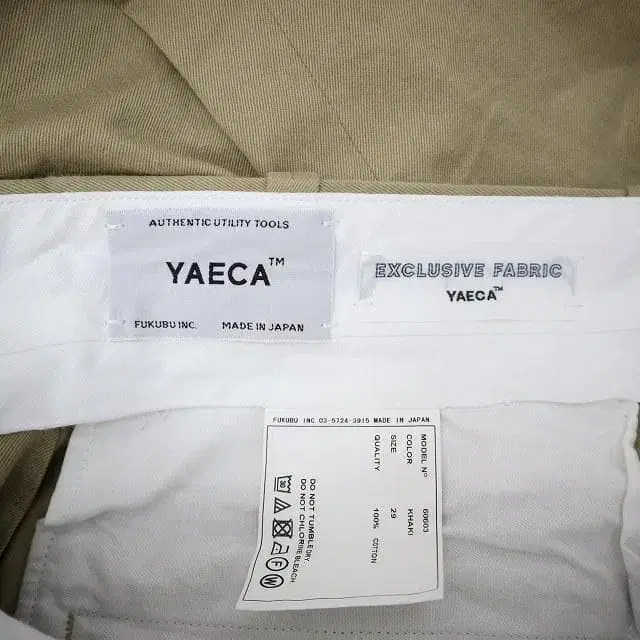 AUTHENTIC UTILITY TOOLS
YAECA™
FUKUBU INC. MADE IN JAPAN
EXCLUSIVE FABRIC
YAECA™
FUKUBU INC. 03-5724-3915 MADE IN JAPAN
MODEL Nº 60603
COLOR KHAKI
SIZE 29
QUALITY 100% COTTON
DO NOT TUMBLE DRY
DO NOT CHLORINE BLEACH
30
A
F
W